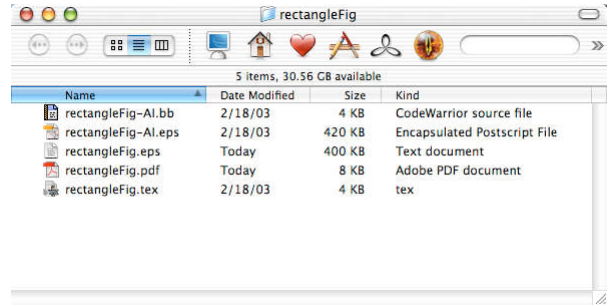 rectangleFig
5 items, 30.56 GB available
Name Date Modified Size Kind
rectangleFig-AI.bb 2/18/03 4 KB CodeWarrior source file
rectangleFig-AI.eps 2/18/03 420 KB Encapsulated Postscript File
rectangleFig.eps Today 400 KB Text document
rectangleFig.pdf Today 8 KB Adobe PDF document
rectangleFig.tex 2/18/03 4 KB tex